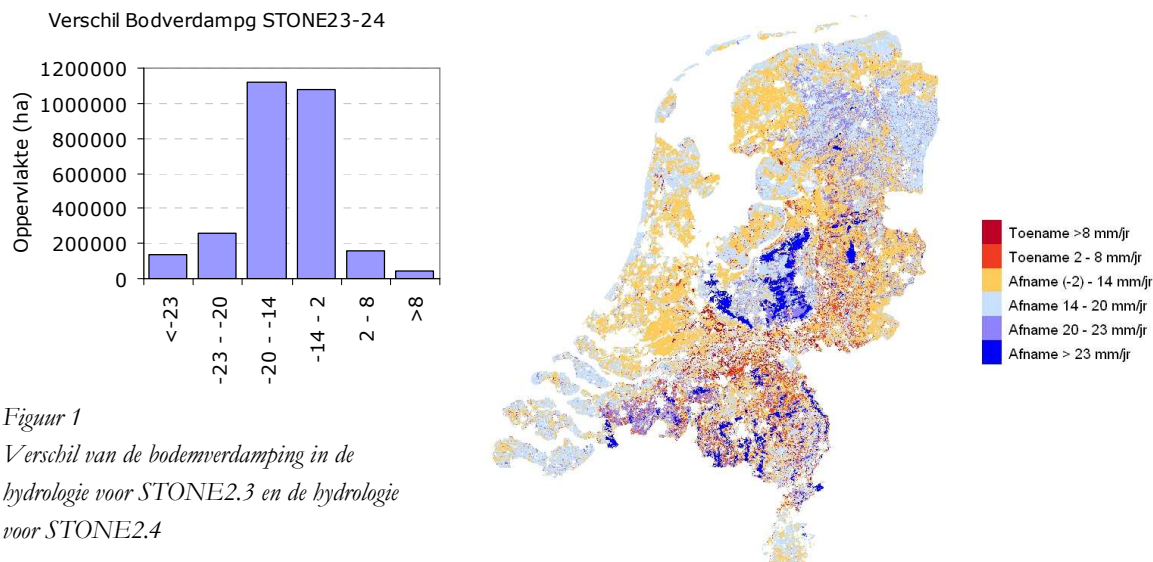 Verschil Bodverdampg STONE23-24
Oppervlakte (ha)
1200000
1000000
800000
600000
400000
200000
0
<-23
-23 - -20
-20 - -14
-14 - 2
2 - 8
>8
Figuur 1
Verschil van de bodemverdamping in de
hydrologie voor STONE2.3 en de hydrologie
voor STONE2.4
Toename >8 mm/jr
Toename 2 - 8 mm/jr
Afname (-2) - 14 mm/jr
Afname 14 - 20 mm/jr
Afname 20 - 23 mm/jr
Afname > 23 mm/jr